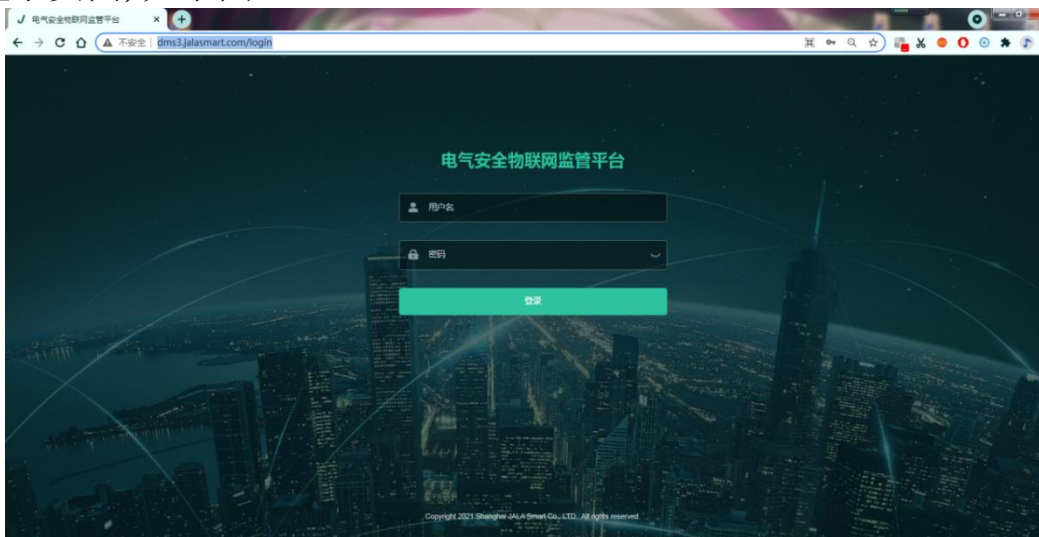 电气安全物联网监管平台
不安全 dms3.jalasmart.com/login
电气安全物联网监管平台
用户名
密码
登录
Copyright 2021 Shanghai JALA Smart Co., LTD. All rights reserved